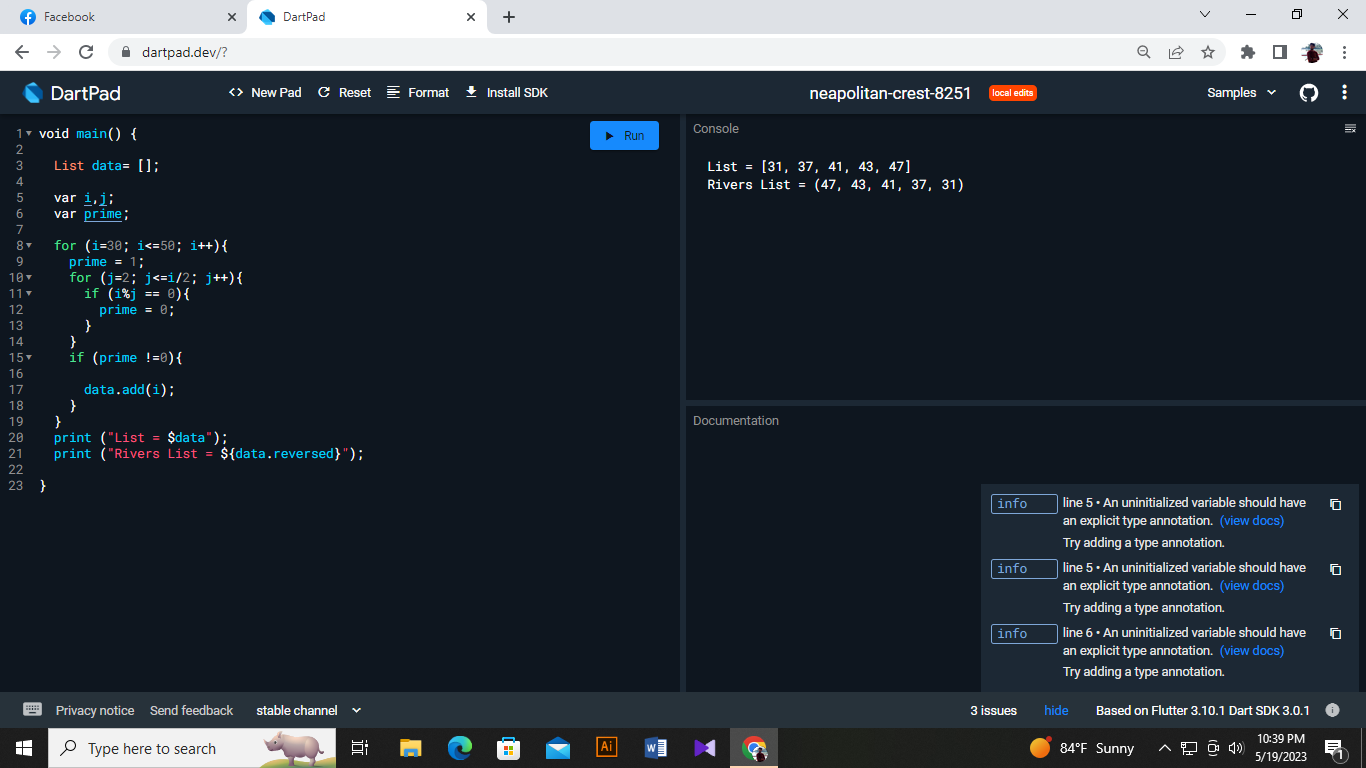 Facebook
DartPad
dartpad.dev/?
DartPad
New Pad
Reset
Format
Install SDK
neapolitan-crest-8251
local edits
Samples
1 void main() {
2
3 List data= [];
4
5 var i,j;
6 var prime;
7
8 for (i=30; i<=50; i++){
9 prime = 1;
10 for (j=2; j<=i/2; j++){
11 if (i%j == 0){
12 prime = 0;
13 }
14 }
15 if (prime !=0){
16
17 data.add(i);
18 }
19 }
20 print ("List = $data");
21 print ("Rivers List = ${data.reversed}");
22
23 }
Run
Console
List = [31, 37, 41, 43, 47]
Rivers List = (47, 43, 41, 37, 31)
Documentation
info
line 5 • An uninitialized variable should have
an explicit type annotation. (view docs)
Try adding a type annotation.
info
line 5 • An uninitialized variable should have
an explicit type annotation. (view docs)
Try adding a type annotation.
info
line 6 • An uninitialized variable should have
an explicit type annotation. (view docs)
Try adding a type annotation.
Privacy notice
Send feedback
stable channel
3 issues
hide
Based on Flutter 3.10.1 Dart SDK 3.0.1
Type here to search
Ai
84°F Sunny
10:39 PM
5/19/2023
1